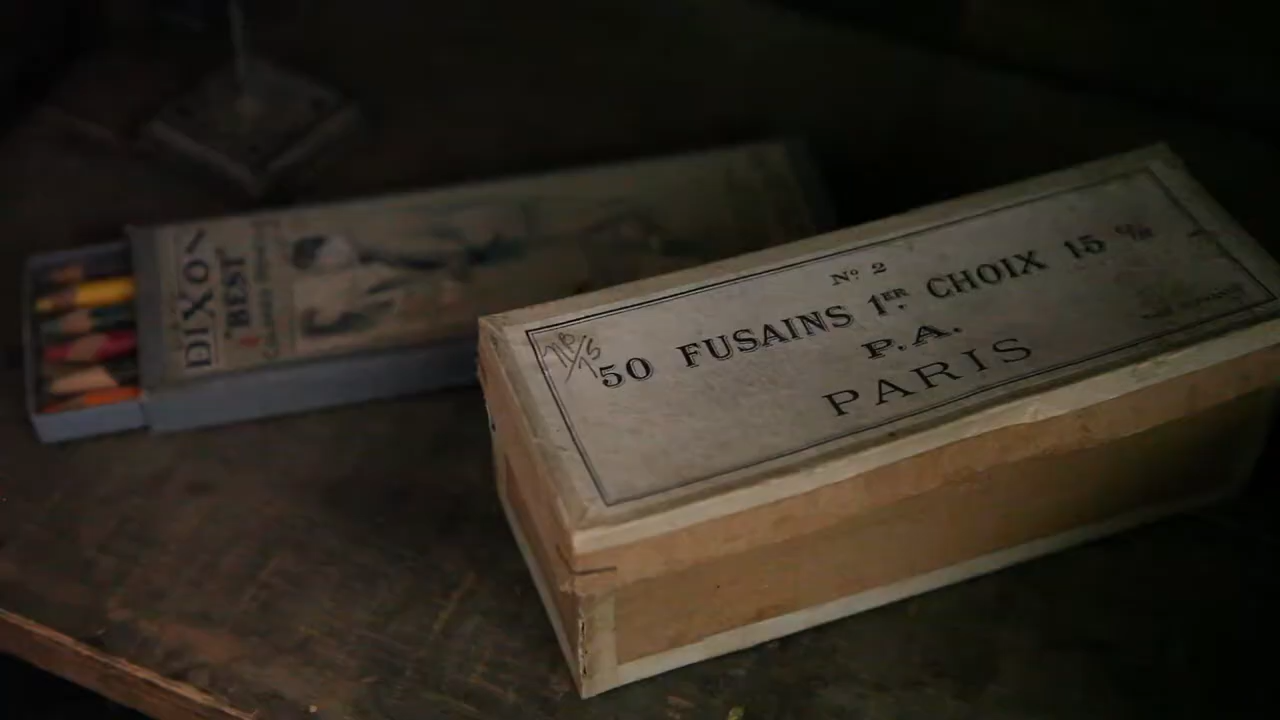 DIXON
"BEST"
Nº 2
50 FUSAINS 1ER CHOIX 15 c/m
P.A.
PARIS